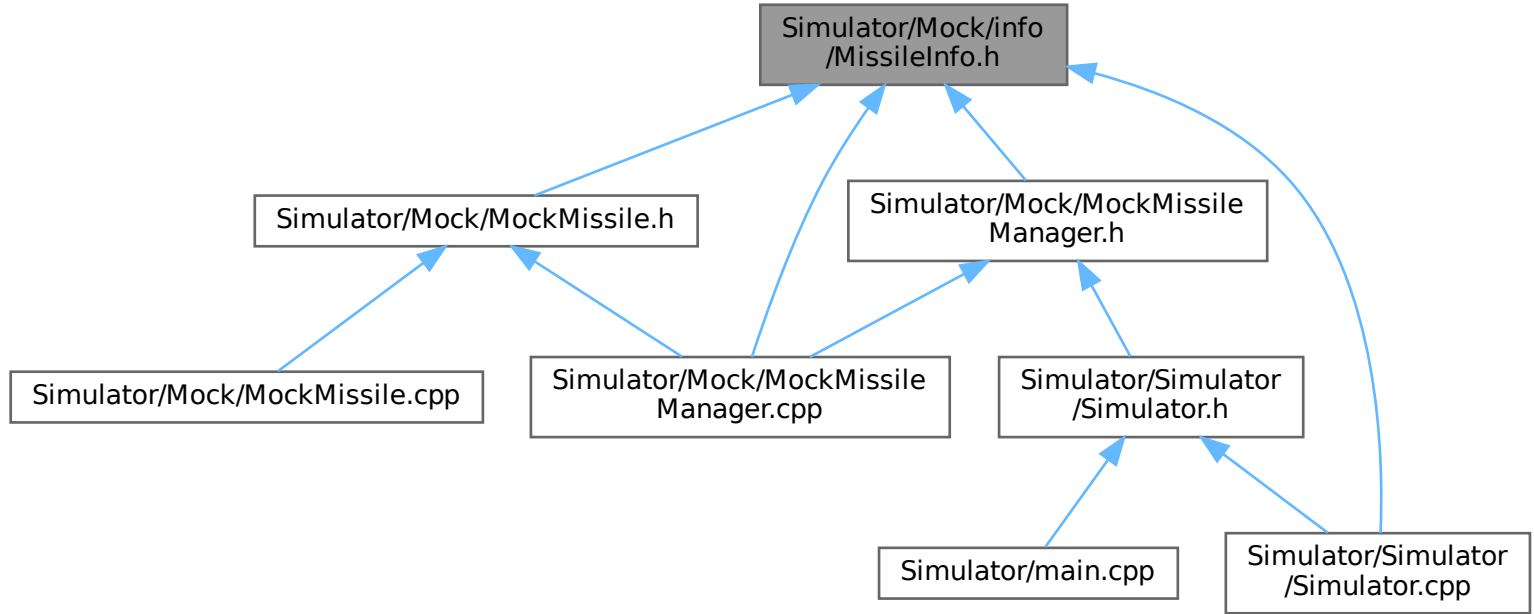 Simulator/Mock/info
/MissileInfo.h
Simulator/Mock/MockMissile.h
Simulator/Mock/MockMissile
Manager.h
Simulator/Mock/MockMissile.cpp
Simulator/Mock/MockMissile
Manager.cpp
Simulator/Simulator
/Simulator.h
Simulator/main.cpp
Simulator/Simulator
/Simulator.cpp